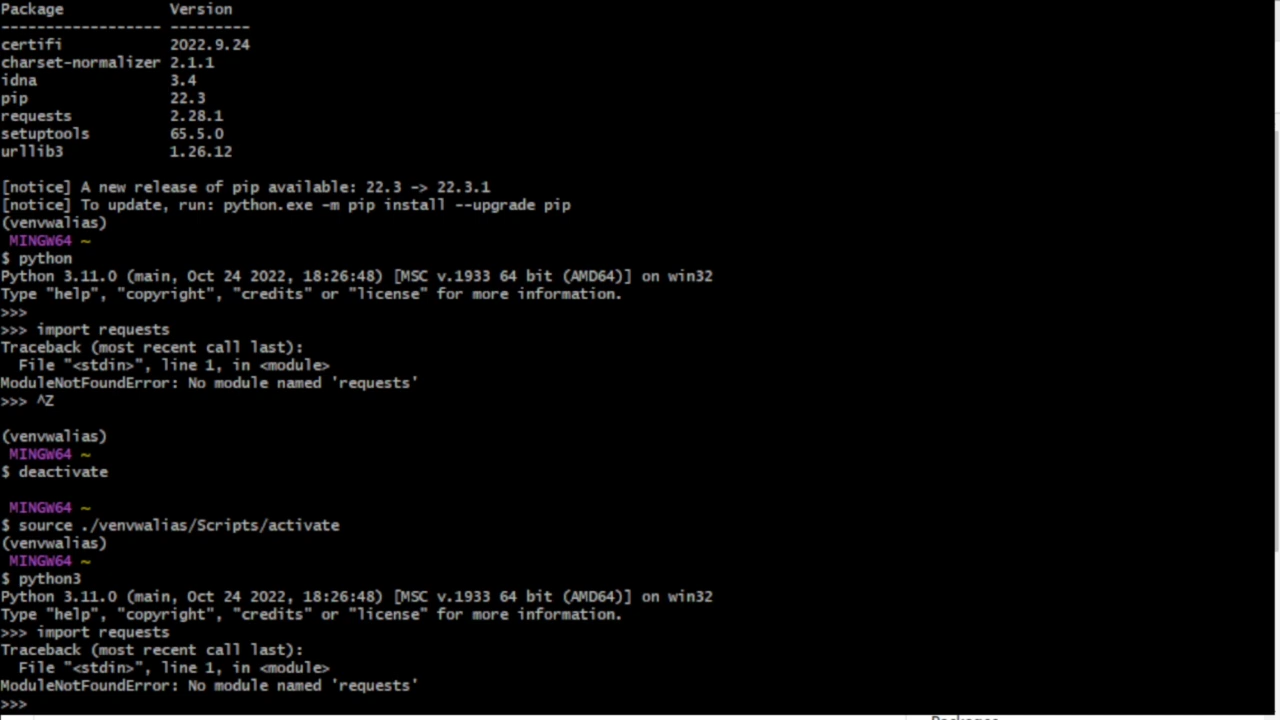 Package            Version
------------------ ---------
certifi            2022.9.24
charset-normalizer 2.1.1
idna               3.4
pip                22.3
requests           2.28.1
setuptools         65.5.0
urllib3            1.26.12
[notice] A new release of pip available: 22.3 -> 22.3.1
[notice] To update, run: python.exe -m pip install --upgrade pip
(venvwalias)
MINGW64 ~
$ python
Python 3.11.0 (main, Oct 24 2022, 18:26:48) [MSC v.1933 64 bit (AMD64)] on win32
Type "help", "copyright", "credits" or "license" for more information.
>>>
>>> import requests
Traceback (most recent call last):
  File "<stdin>", line 1, in <module>
ModuleNotFoundError: No module named 'requests'
>>> ^Z
(venvwalias)
MINGW64 ~
$ deactivate
MINGW64 ~
$ source ./venvwalias/Scripts/activate
(venvwalias)
MINGW64 ~
$ python3
Python 3.11.0 (main, Oct 24 2022, 18:26:48) [MSC v.1933 64 bit (AMD64)] on win32
Type "help", "copyright", "credits" or "license" for more information.
>>> import requests
Traceback (most recent call last):
  File "<stdin>", line 1, in <module>
ModuleNotFoundError: No module named 'requests'
>>>